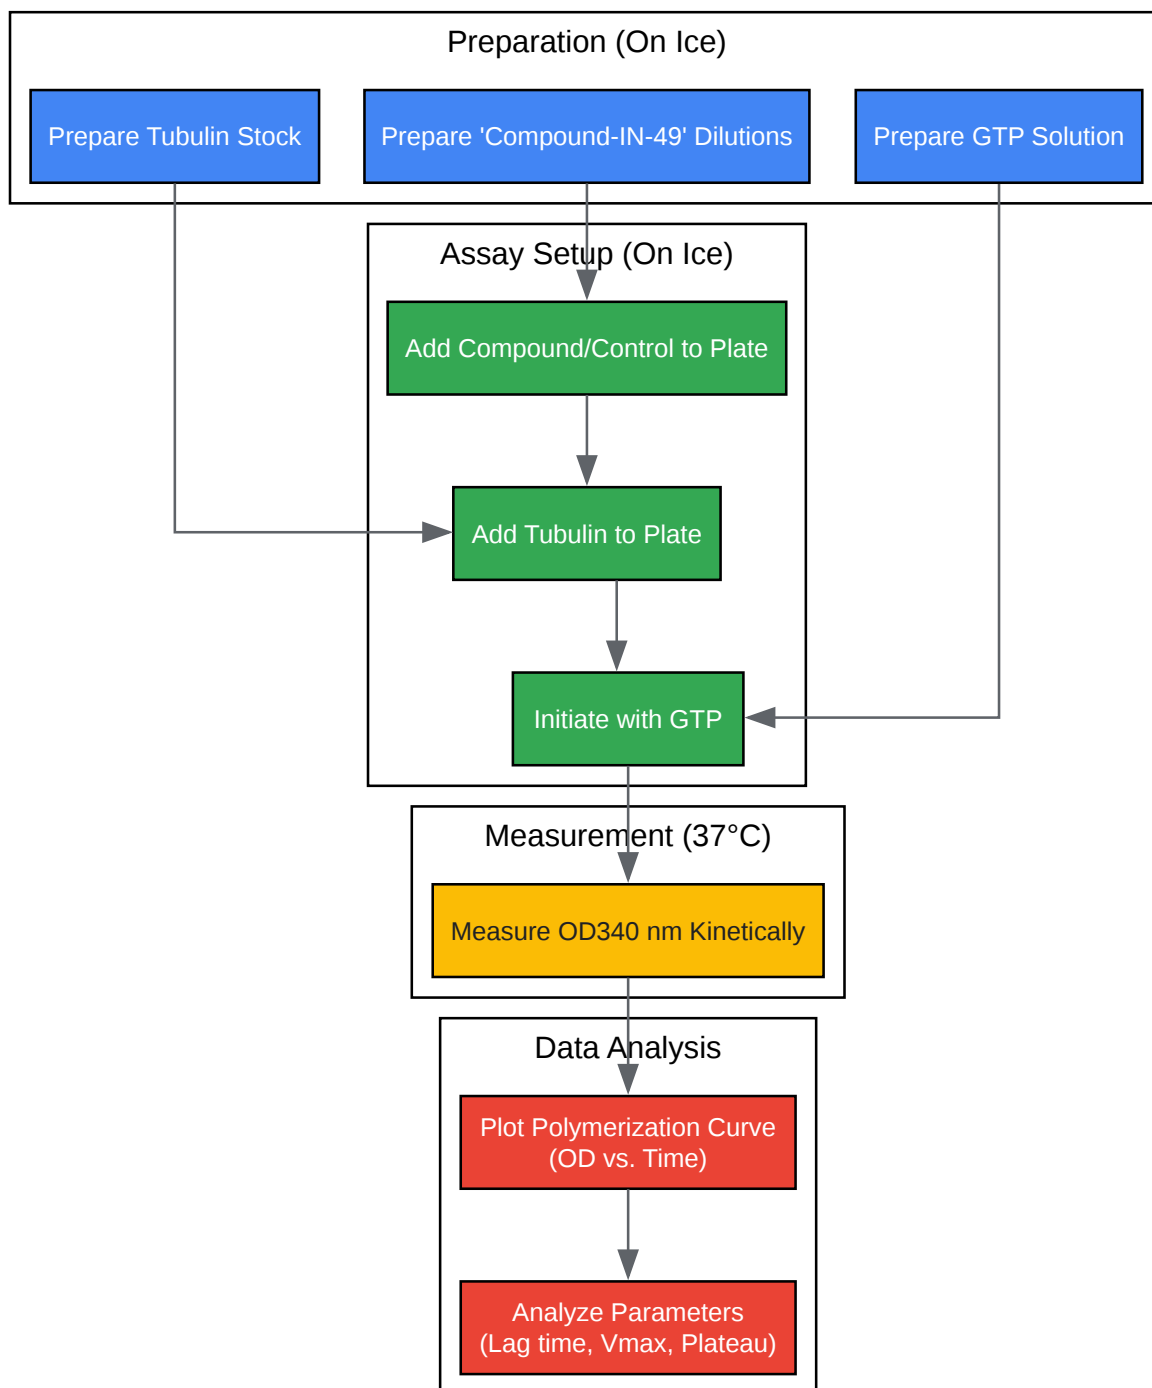 Preparation (On Ice)
Prepare Tubulin Stock
Prepare 'Compound-IN-49' Dilutions
Prepare GTP Solution
Assay Setup (On Ice)
Add Compound/Control to Plate
Add Tubulin to Plate
Initiate with GTP
Measurement (37°C)
Measure OD340 nm Kinetically
Data Analysis
Plot Polymerization Curve
(OD vs. Time)
Analyze Parameters
(Lag time, Vmax, Plateau)